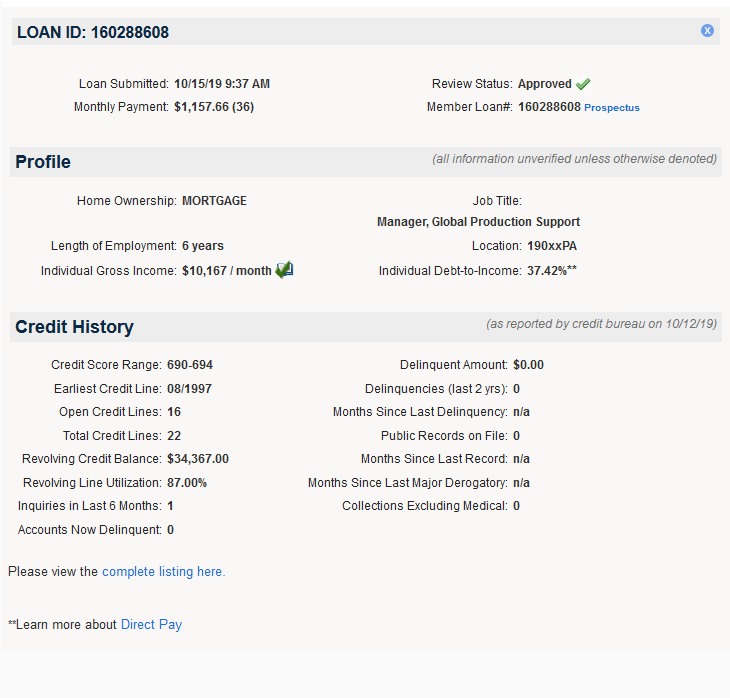 LOAN ID: 160288608 X
Loan Submitted: 10/15/19 9:37 AM Review Status: Approved
Monthly Payment: $1,157.66 (36) Member Loan#: 160288608 Prospectus
Profile (all information unverified unless otherwise denoted)
Home Ownership: MORTGAGE Job Title:
Manager, Global Production Support
Length of Employment: 6 years Location: 190xxPA
Individual Gross Income: $10,167 / month Individual Debt-to-Income: 37.42%**
Credit History (as reported by credit bureau on 10/12/19)
Credit Score Range: 690-694 Delinquent Amount: $0.00
Earliest Credit Line: 08/1997 Delinquencies (last 2 yrs): 0
Open Credit Lines: 16 Months Since Last Delinquency: n/a
Total Credit Lines: 22 Public Records on File: 0
Revolving Credit Balance: $34,367.00 Months Since Last Record: n/a
Revolving Line Utilization: 87.00% Months Since Last Major Derogatory: n/a
Inquiries in Last 6 Months: 1 Collections Excluding Medical: 0
Accounts Now Delinquent: 0
Please view the complete listing here.
**Learn more about Direct Pay